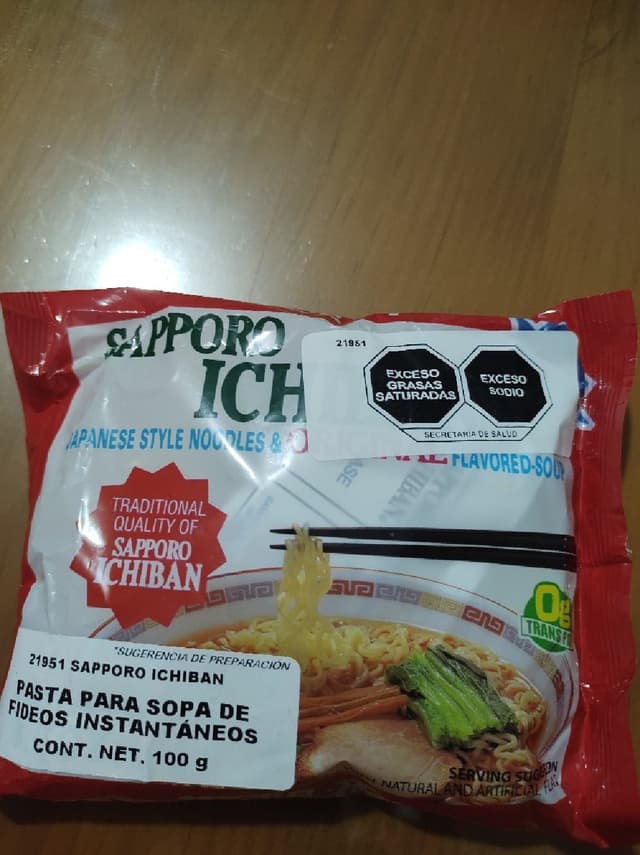 SAPPORO
ICH
21951
EXCESO
GRASAS
SATURADAS
EXCESO
SODIO
SECRETARÍA DE SALUD
JAPANESE STYLE NOODLES &
FLAVORED-SOUP
TRADITIONAL
QUALITY OF
SAPPORO
ICHIBAN
0g
TRANS
*SUGERENCIA DE PREPARACIÓN
21951 SAPPORO ICHIBAN
PASTA PARA SOPA DE
FIDEOS INSTANTÁNEOS
CONT. NET. 100 g
SERVING
NATURAL AND ARTIFICIAL